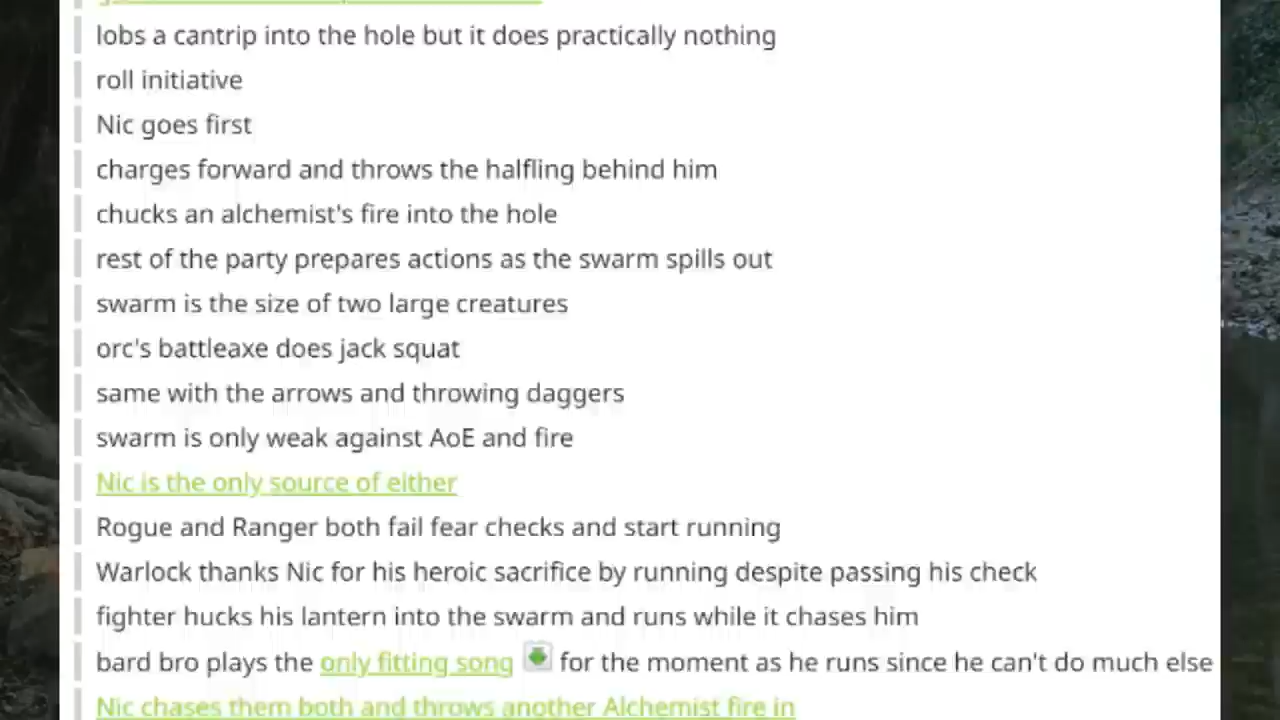 lobs a cantrip into the hole but it does practically nothing
roll initiative
Nic goes first
charges forward and throws the halfling behind him
chucks an alchemist's fire into the hole
rest of the party prepares actions as the swarm spills out
swarm is the size of two large creatures
orc's battleaxe does jack squat
same with the arrows and throwing daggers
swarm is only weak against AoE and fire
Nic is the only source of either
Rogue and Ranger both fail fear checks and start running
Warlock thanks Nic for his heroic sacrifice by running despite passing his check
fighter hucks his lantern into the swarm and runs while it chases him
bard bro plays the only fitting song for the moment as he runs since he can't do much else
Nic chases them both and throws another Alchemist fire in